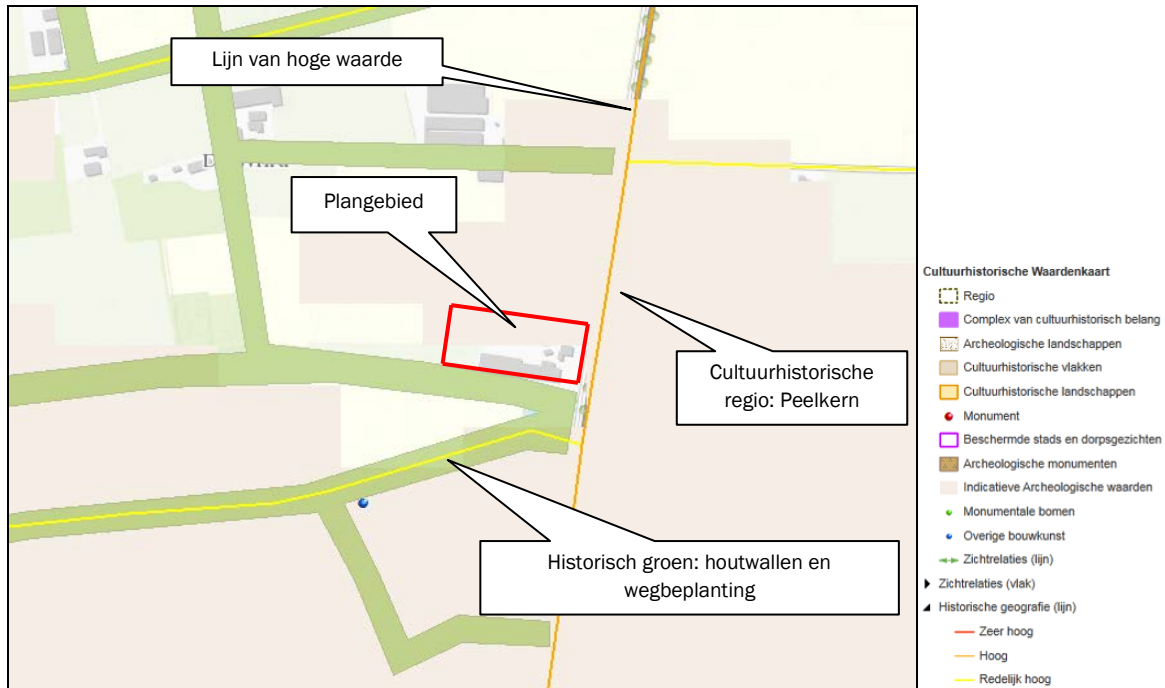 Lijn van hoge waarde
Plangebied
Cultuurhistorische
regio: Peelkern
Historisch groen: houtwallen en
wegbeplanting
Cultuurhistorische Waardenkaart
Regio
Complex van cultuurhistorisch belang
Archeologische landschappen
Cultuurhistorische vlakken
Cultuurhistorische landschappen
Monument
Beschermde stads en dorpsgezichten
Archeologische monumenten
Indicatieve Archeologische waarden
Monumentale bomen
Overige bouwkunst
Zichtrelaties (lijn)
Zichtrelaties (vlak)
Historische geografie (lijn)
Zeer hoog
Hoog
Redelijk hoog